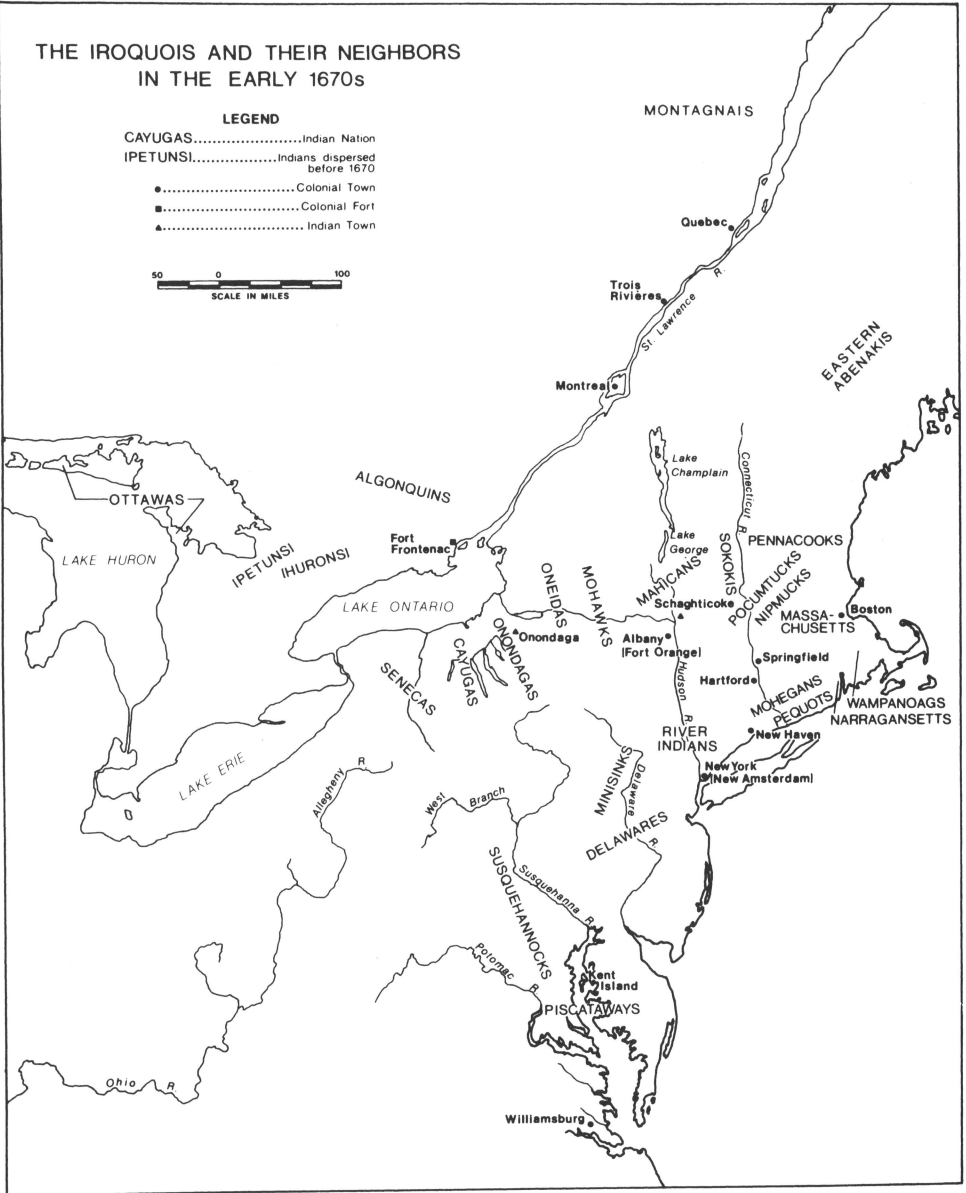 THE IROQUOIS AND THEIR NEIGHBORS
IN THE EARLY 1670s
LEGEND
CAYUGAS......................Indian Nation
IPETUNSI................Indians dispersed
before 1670
●.........................Colonial Town
■..........................Colonial Fort
▲...........................Indian Town
50 0 100
SCALE IN MILES
MONTAGNAIS
Quebec
Trois
Rivières
St. Lawrence R.
EASTERN
ABENAKIS
Montreal
ALGONQUINS
OTTAWAS
LAKE HURON
IPETUNSI
IHURONSI
Fort
Frontenac
LAKE ONTARIO
Lake
Champlain
Lake
George
Connecticut R.
SOKOKIS
PENNACOOKS
POCUMTUCKS
NIPMUCKS
MAHICANS
MOHAWKS
ONEIDAS
ONONDAGAS
CAYUGAS
SENECAS
Onondaga
Schaghticoke
Albany
(Fort Orange)
Hudson R.
MASSA-
CHUSETTS
Boston
Springfield
Hartford
MOHEGANS
PEQUOTS
WAMPANOAGS
NARRAGANSETTS
New Haven
RIVER
INDIANS
New York
(New Amsterdam)
LAKE ERIE
Allegheny R.
West Branch
MINISINKS
Delaware R.
DELAWARES
SUSQUEHANNOCKS
Susquehanna R.
Potomac R.
Kent
Island
PISCATAWAYS
Ohio R.
Williamsburg